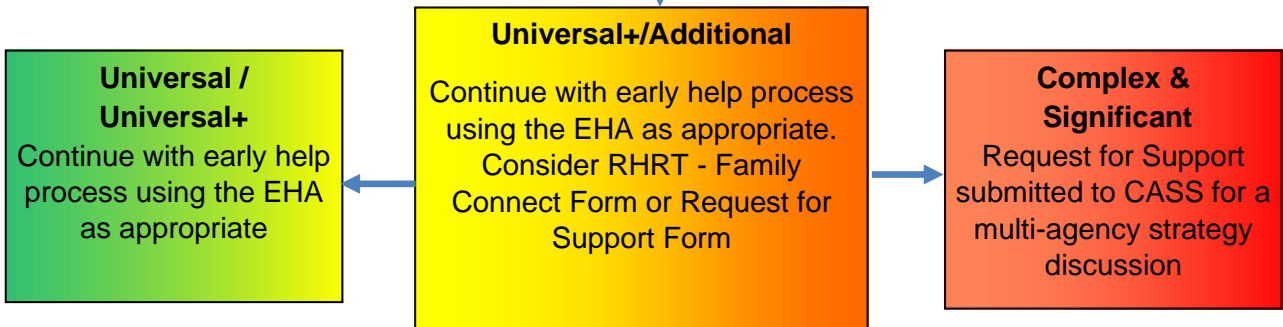 Universal /
Universal+
Continue with early help
process using the EHA
as appropriate
Universal+/Additional
Continue with early help process
using the EHA as appropriate.
Consider RHRT - Family
Connect Form or Request for
Support Form
Complex &
Significant
Request for Support
submitted to CASS for a
multi-agency strategy
discussion